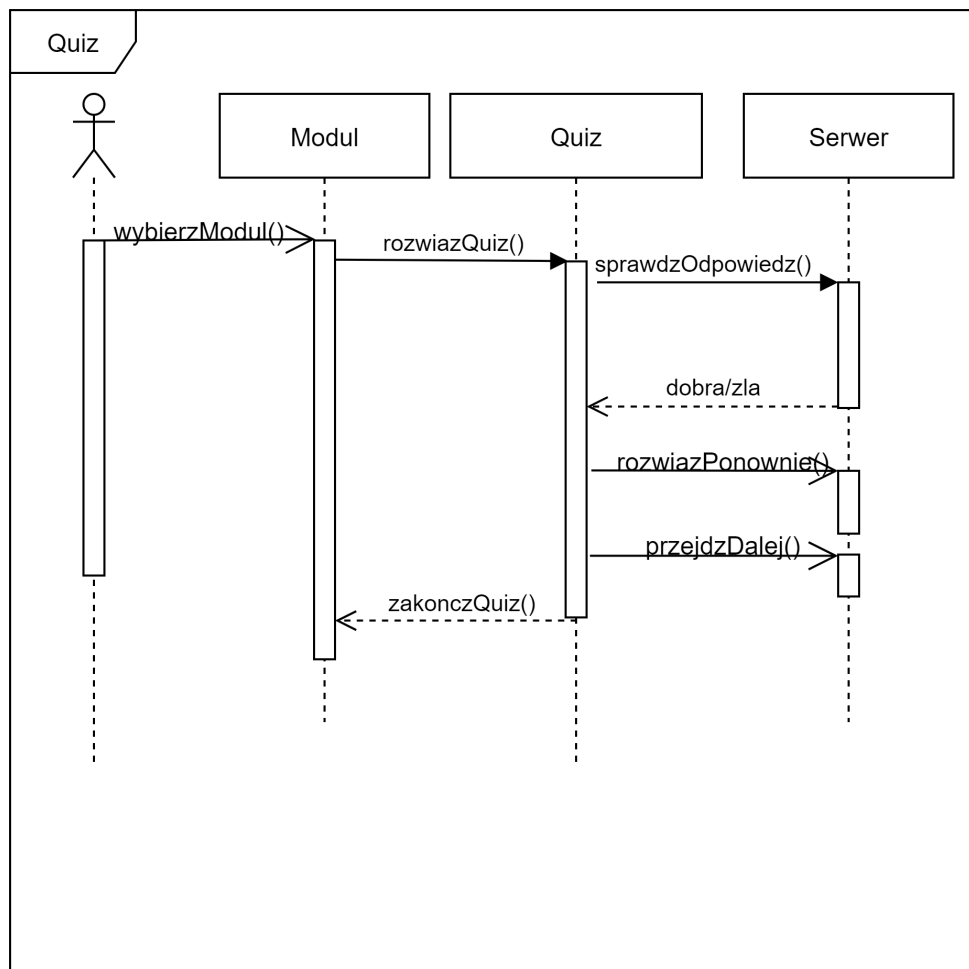 Quiz
Modul
Quiz
Serwer
wybierzModul()
rozwiazQuiz()
sprawdzOdpowiedz()
dobra/zla
rozwiazPonownie()
przejdzDalej()
zakonczQuiz()